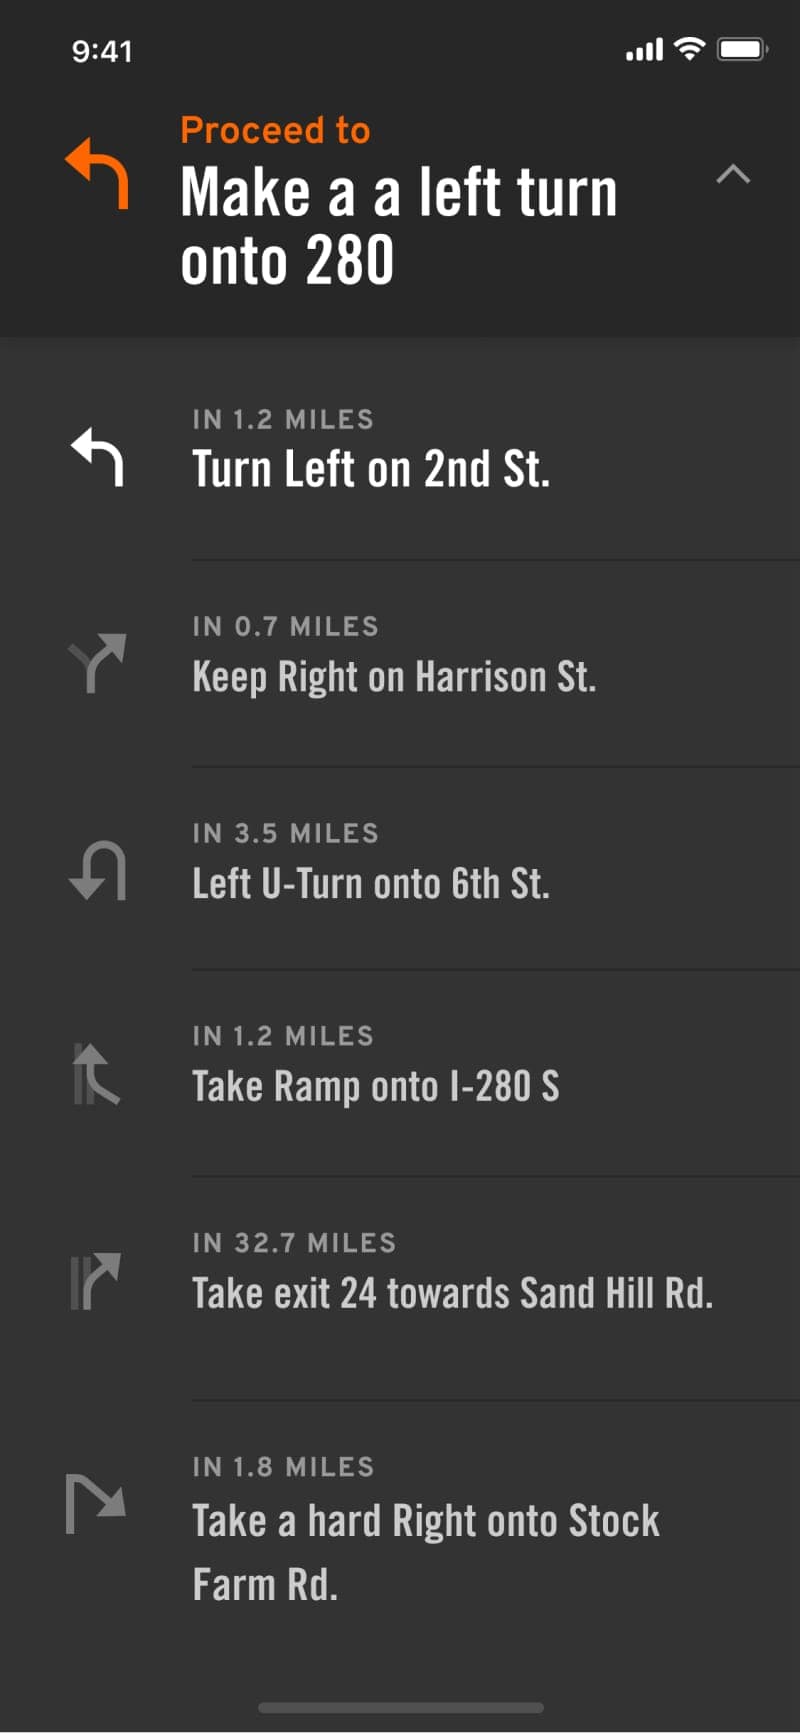 9:41
Proceed to
Make a a left turn
onto 280
IN 1.2 MILES
Turn Left on 2nd St.
IN 0.7 MILES
Keep Right on Harrison St.
IN 3.5 MILES
Left U-Turn onto 6th St.
IN 1.2 MILES
Take Ramp onto I-280 S
IN 32.7 MILES
Take exit 24 towards Sand Hill Rd.
IN 1.8 MILES
Take a hard Right onto Stock
Farm Rd.